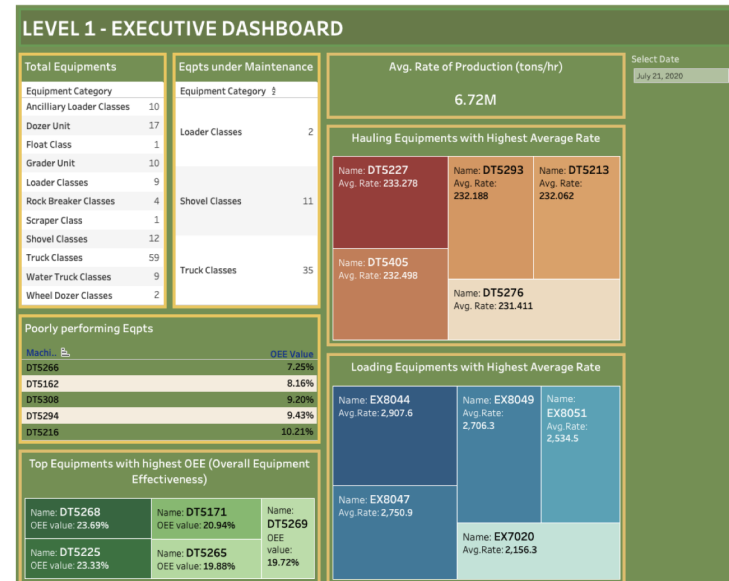 LEVEL 1 - EXECUTIVE DASHBOARD
Total Equipments
Equipment Category
Ancilliary Loader Classes 10
Dozer Unit 17
Float Class 1
Grader Unit 10
Loader Classes 9
Rock Breaker Classes 4
Scraper Class 1
Shovel Classes 12
Truck Classes 59
Water Truck Classes 9
Wheel Dozer Classes 2
Eqpts under Maintenance
Equipment Category
Loader Classes 2
Shovel Classes 11
Truck Classes 35
Avg. Rate of Production (tons/hr)
6.72M
Select Date
July 21, 2020
Hauling Equipments with Highest Average Rate
Name: DT5227
Avg. Rate: 233.278
Name: DT5405
Avg. Rate: 232.498
Name: DT5293
Avg. Rate:
232.188
Name: DT5213
Avg. Rate:
232.062
Name: DT5276
Avg. Rate: 231.411
Poorly performing Eqpts
Machi.. OEE Value
DT5266 7.25%
DT5162 8.16%
DT5308 9.20%
DT5294 9.43%
DT5216 10.21%
Loading Equipments with Highest Average Rate
Name: EX8044
Avg.Rate: 2,907.6
Name: EX8047
Avg.Rate: 2,750.9
Name: EX8049
Avg.Rate:
2,706.3
Name:
EX8051
Avg.Rate:
2,534.5
Name: EX7020
Avg.Rate: 2,156.3
Top Equipments with highest OEE (Overall Equipment
Effectiveness)
Name: DT5268
OEE value: 23.69%
Name: DT5225
OEE value: 23.33%
Name: DT5171
OEE value: 20.94%
Name: DT5265
OEE value: 19.88%
Name:
DT5269
OEE
value:
19.72%